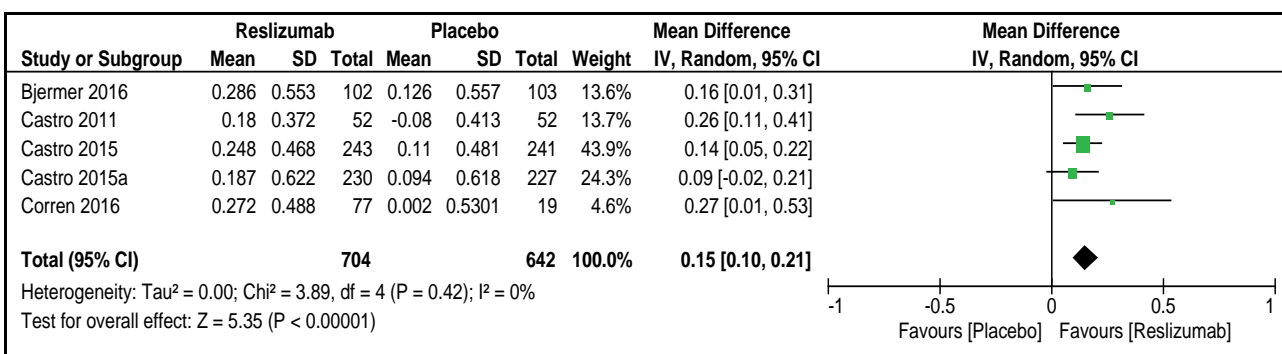 Reslizumab Placebo Mean Difference Mean Difference
Study or Subgroup Mean SD Total Mean SD Total Weight IV, Random, 95% CI IV, Random, 95% CI
Bjermer 2016 0.286 0.553 102 0.126 0.557 103 13.6% 0.16 [0.01, 0.31]
Castro 2011 0.18 0.372 52 -0.08 0.413 52 13.7% 0.26 [0.11, 0.41]
Castro 2015 0.248 0.468 243 0.11 0.481 241 43.9% 0.14 [0.05, 0.22]
Castro 2015a 0.187 0.622 230 0.094 0.618 227 24.3% 0.09 [-0.02, 0.21]
Corren 2016 0.272 0.488 77 0.002 0.5301 19 4.6% 0.27 [0.01, 0.53]
Total (95% CI) 704 642 100.0% 0.15 [0.10, 0.21]
Heterogeneity: Tau² = 0.00; Chi² = 3.89, df = 4 (P = 0.42); I² = 0%
Test for overall effect: Z = 5.35 (P < 0.00001)
-1 -0.5 0 0.5 1
Favours [Placebo] Favours [Reslizumab]